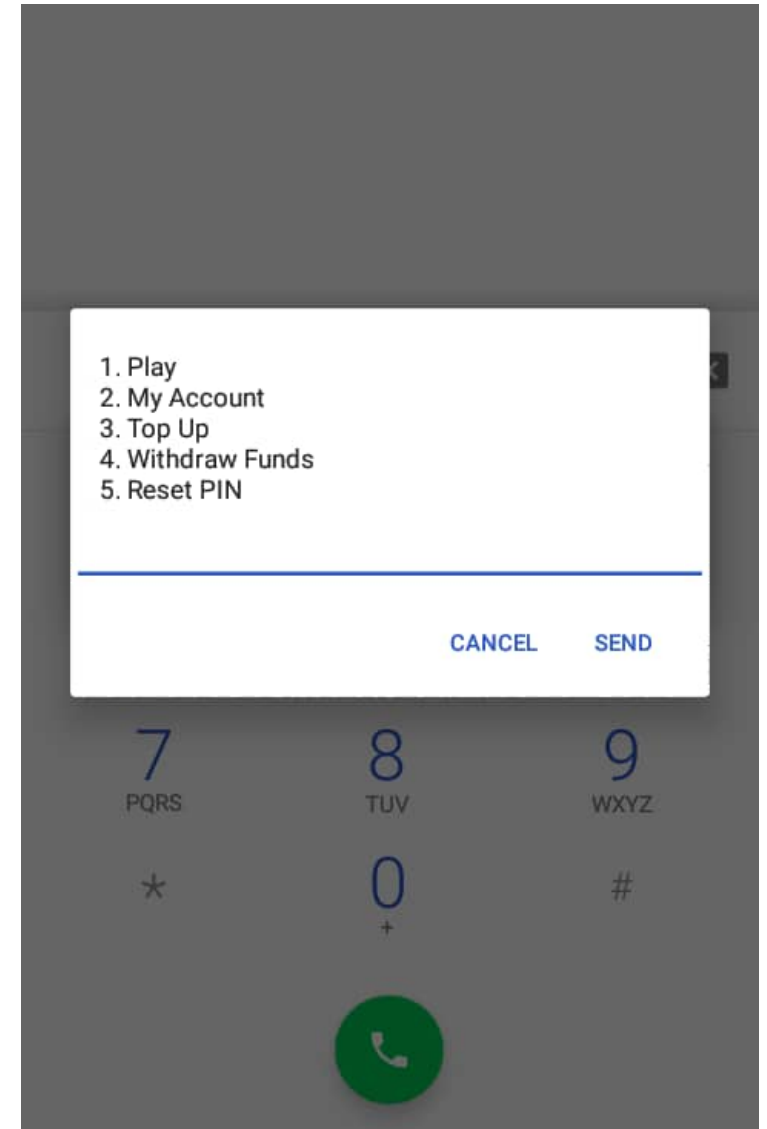 1. Play
2. My Account
3. Top Up
4. Withdraw Funds
5. Reset PIN
CANCEL SEND
7 8 9
PQRS TUV WXYZ
* 0 #
+